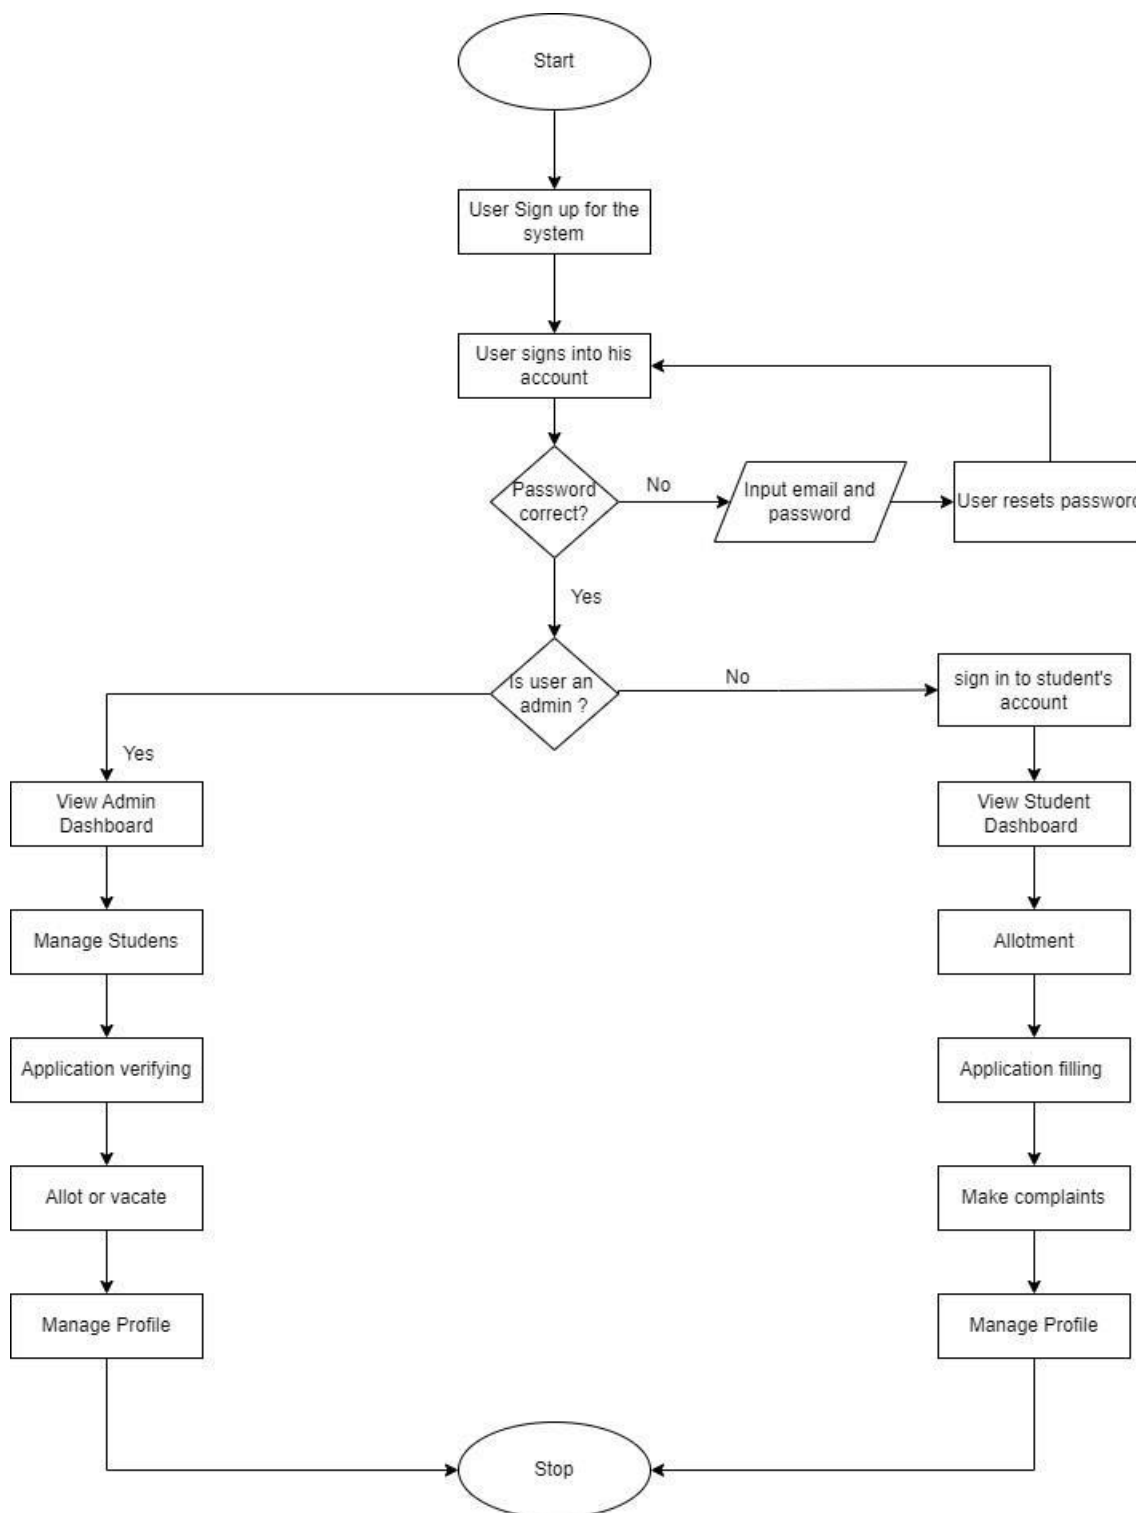 Start
User Sign up for the
system
User signs into his
account
Password
correct?
No
Input email and
password
User resets password
Yes
Is user an
admin ?
No
sign in to student's
account
Yes
View Admin
Dashboard
View Student
Dashboard
Manage Studens
Allotment
Application verifying
Application filling
Allot or vacate
Make complaints
Manage Profile
Manage Profile
Stop